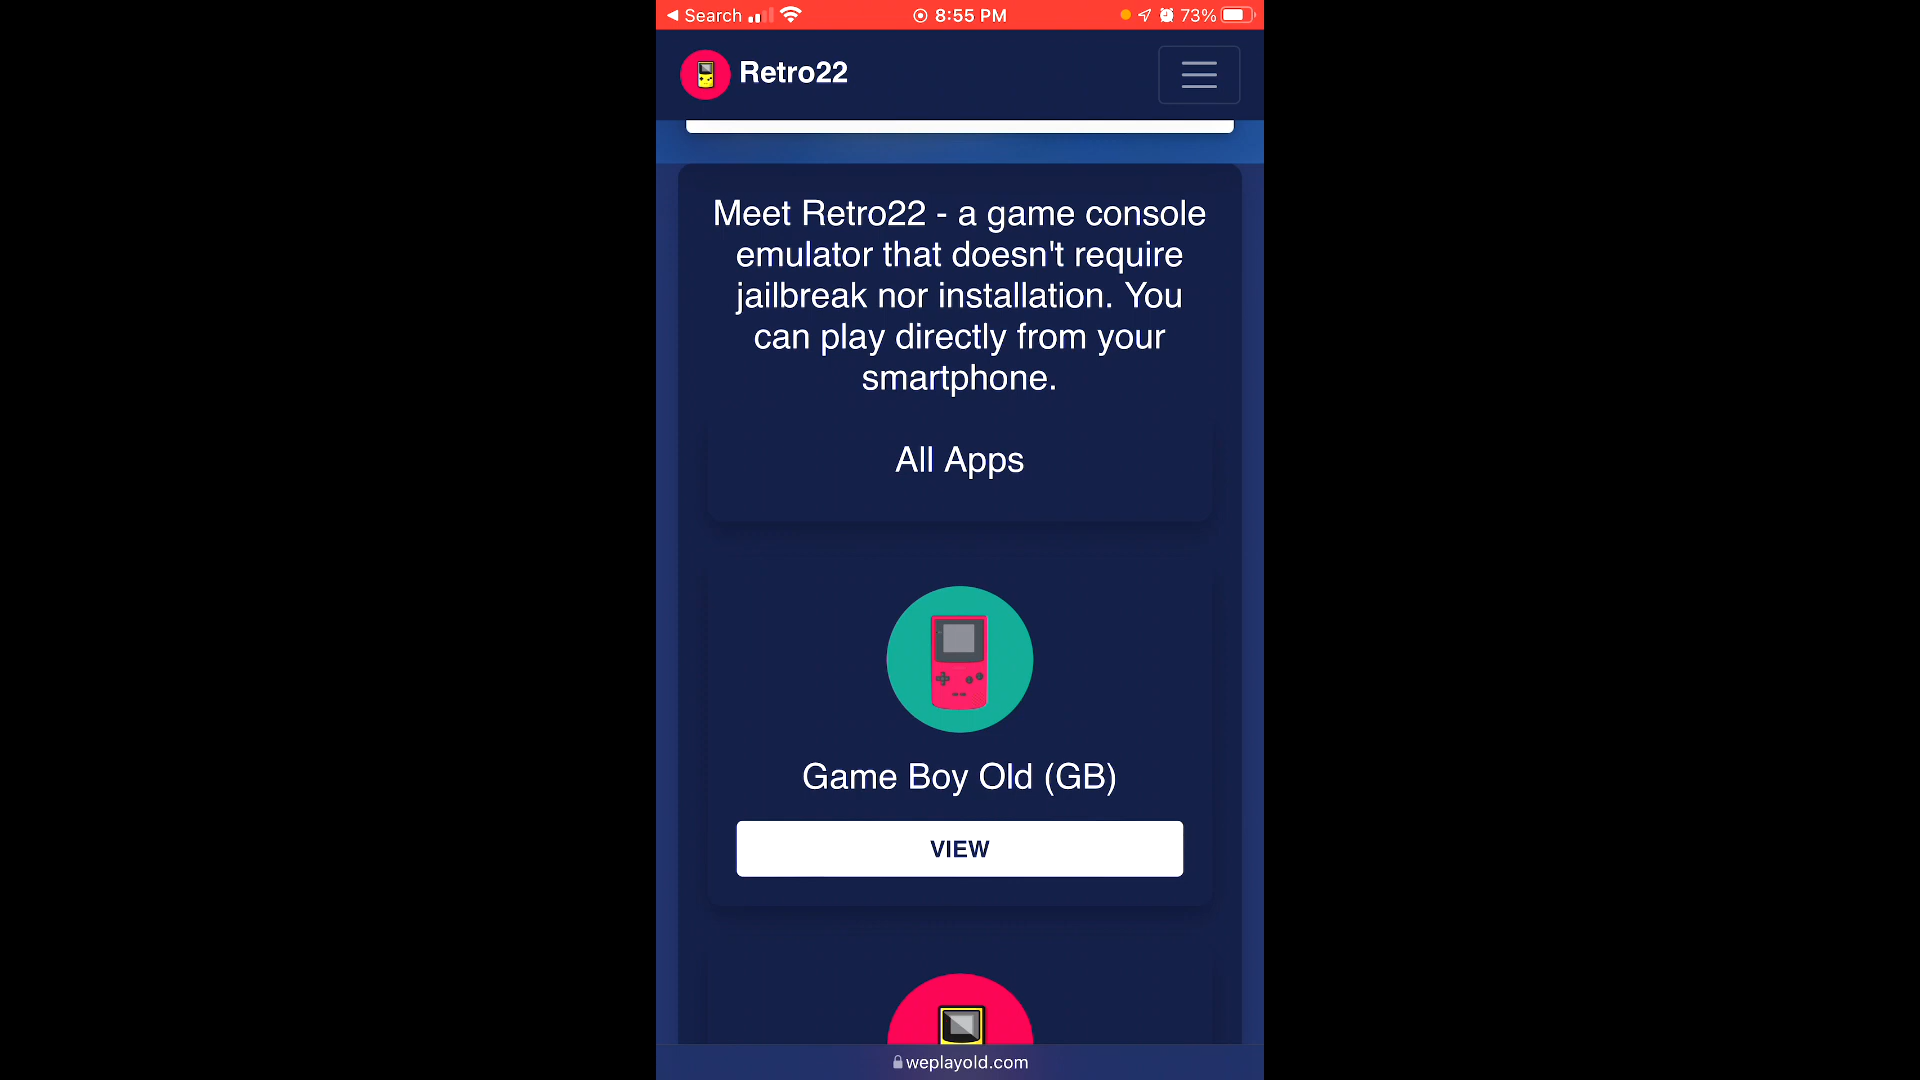 Search 8:55 PM 73%
Retro22
Meet Retro22 - a game console
emulator that doesn't require
jailbreak nor installation. You
can play directly from your
smartphone.
All Apps
Game Boy Old (GB)
VIEW
weplayold.com